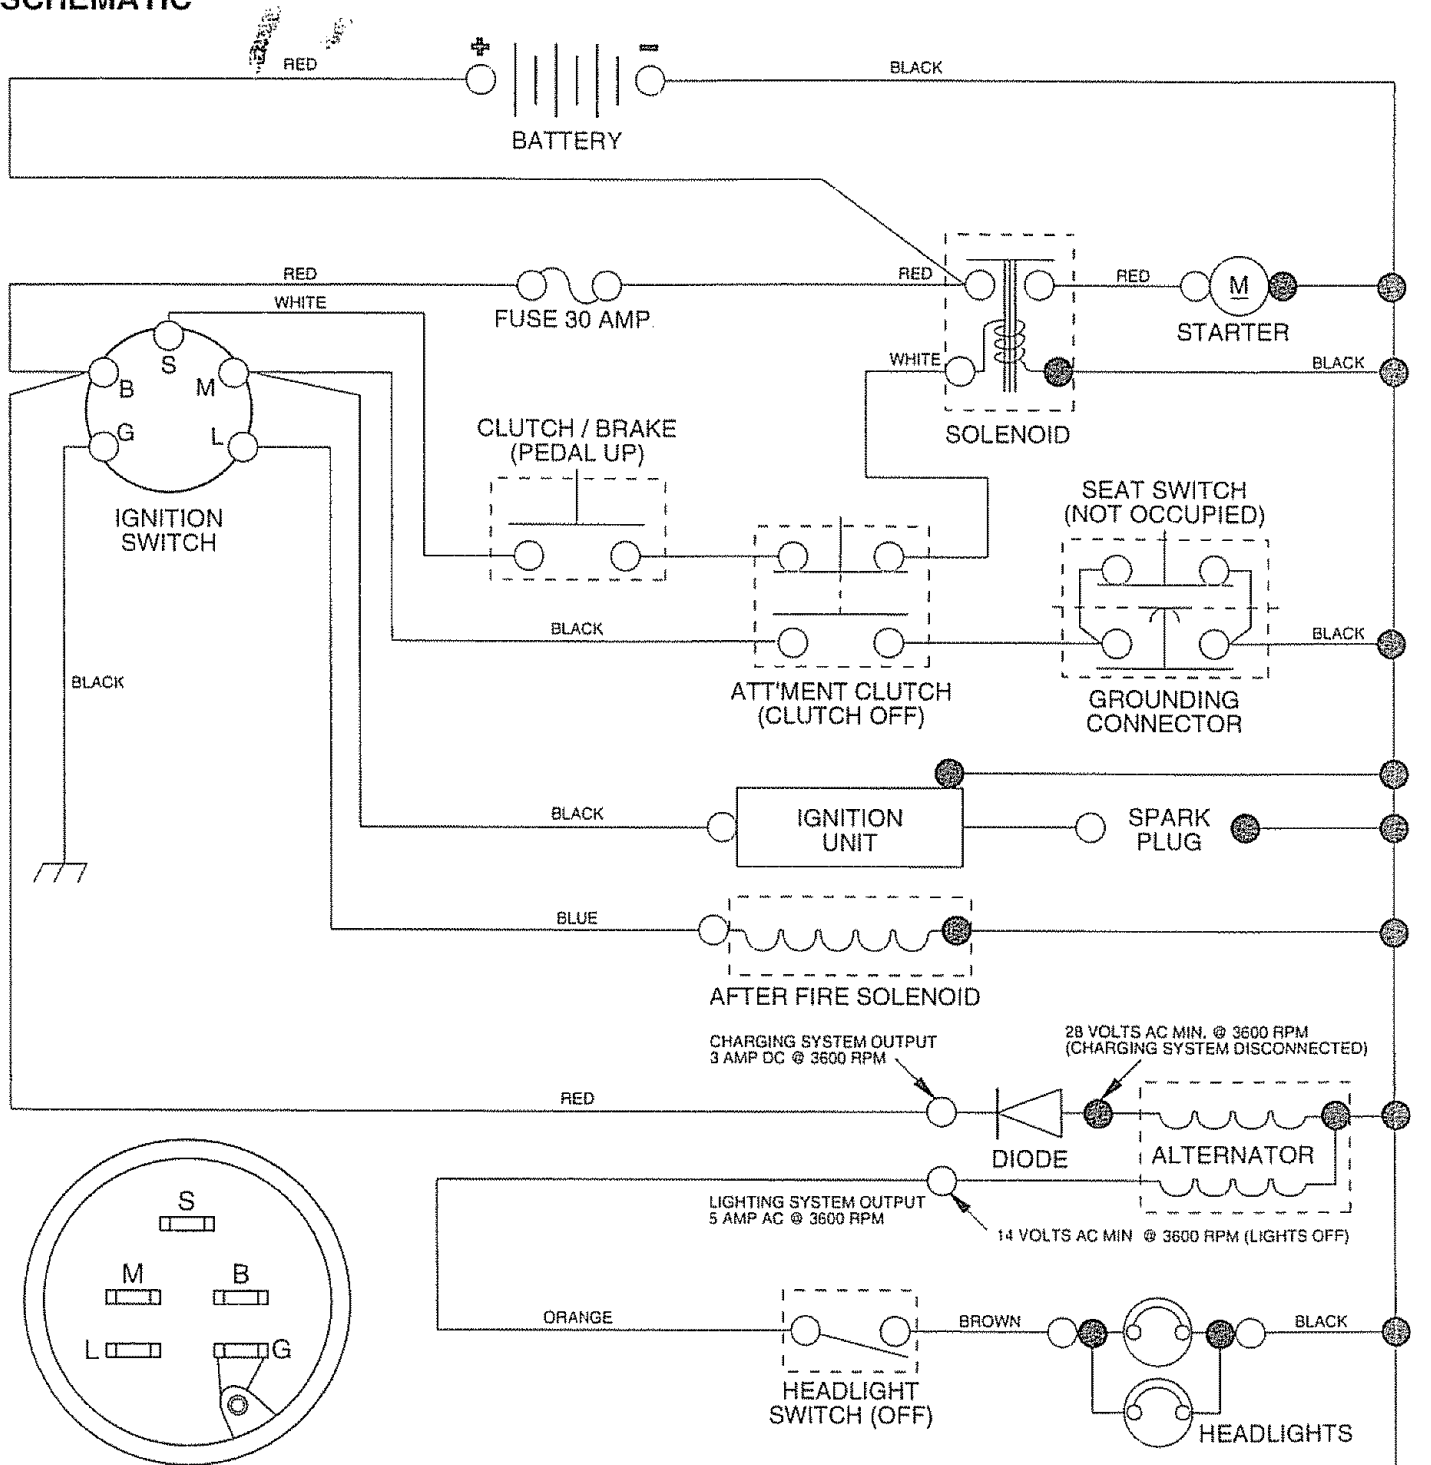 SCHEMATIC
+
−
RED
BLACK
BATTERY
RED
RED
RED
M
WHITE
FUSE 30 AMP.
STARTER
S
B
M
WHITE
BLACK
G
L
CLUTCH / BRAKE
(PEDAL UP)
SOLENOID
IGNITION
SWITCH
SEAT SWITCH
(NOT OCCUPIED)
BLACK
BLACK
BLACK
ATT'MENT CLUTCH
(CLUTCH OFF)
GROUNDING
CONNECTOR
BLACK
IGNITION
UNIT
SPARK
PLUG
BLUE
AFTER FIRE SOLENOID
CHARGING SYSTEM OUTPUT
3 AMP DC @ 3600 RPM
28 VOLTS AC MIN. @ 3600 RPM
(CHARGING SYSTEM DISCONNECTED)
RED
DIODE
ALTERNATOR
LIGHTING SYSTEM OUTPUT
5 AMP AC @ 3600 RPM
14 VOLTS AC MIN @ 3600 RPM (LIGHTS OFF)
S
M
B
L
G
ORANGE
BROWN
BLACK
HEADLIGHT
SWITCH (OFF)
HEADLIGHTS